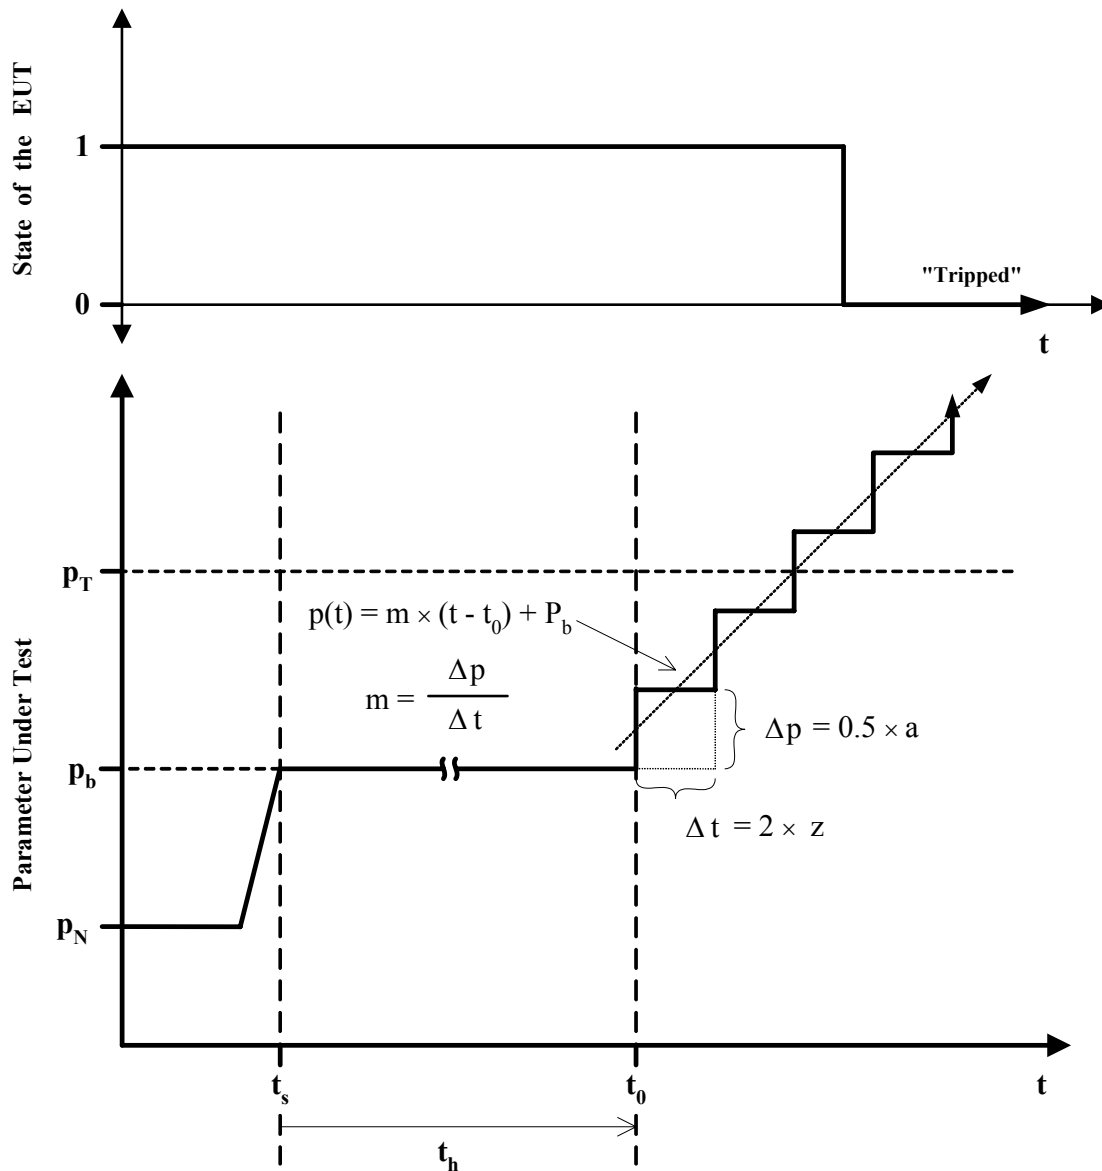 State of the EUT
1
0
"Tripped"
t
Parameter Under Test
p_T
p(t) = m × (t - t_0) + P_b
m = Δp / Δt
Δp = 0.5 × a
p_b
Δt = 2 × z
p_N
t_s
t_0
t
t_h